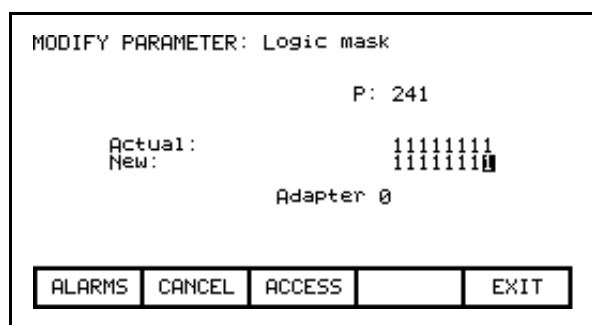 MODIFY PARAMETER: Logic mask
P: 241
Actual: 11111111
New: 11111111
Adapter 0
ALARMS CANCEL ACCESS EXIT